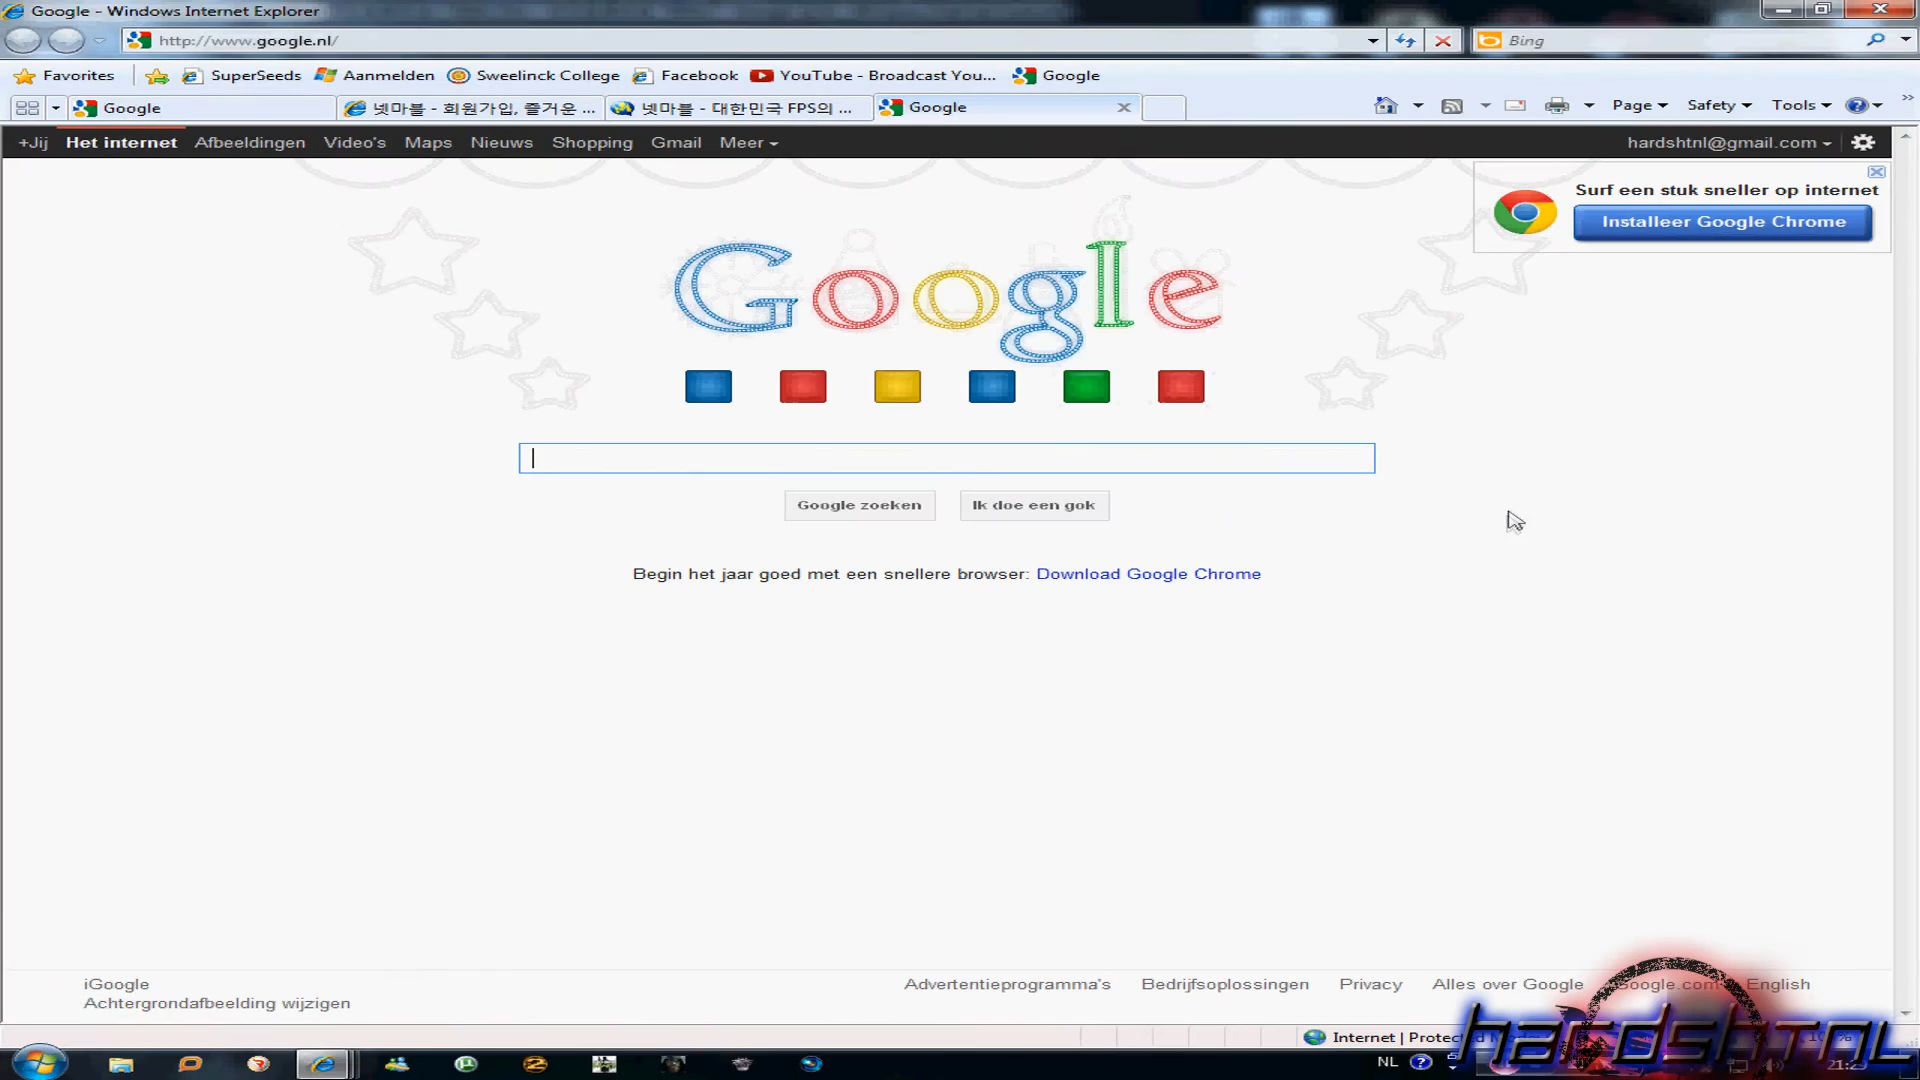 Google - Windows Internet Explorer
http://www.google.nl/
Bing
Favorites SuperSeeds Aanmelden Sweelinck College Facebook YouTube - Broadcast You... Google
Google 넷마블 - 회원가입, 즐거운 ... 넷마블 - 대한민국 FPS의 ... Google Page Safety Tools
+Jij Het internet Afbeeldingen Video's Maps Nieuws Shopping Gmail Meer hardshtnl@gmail.com
Surf een stuk sneller op internet
Installeer Google Chrome
Google
Google zoeken Ik doe een gok
Begin het jaar goed met een snellere browser: Download Google Chrome
iGoogle Advertentieprogramma's Bedrijfsoplossingen Privacy Alles over Google Google.com English
Achtergrondafbeelding wijzigen
Internet | Protected
hardshTNL
NL